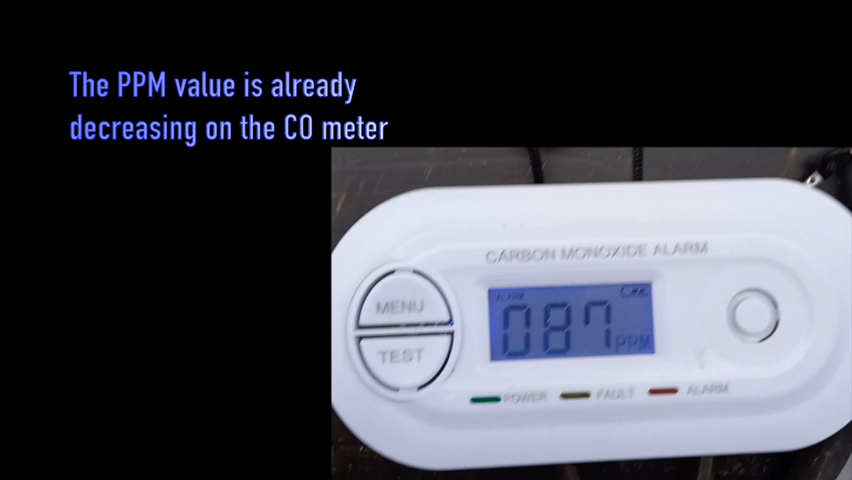 The PPM value is already
decreasing on the CO meter
CARBON MONOXIDE ALARM
MENU
TEST
ALARM
087 PPM
POWER FAULT ALARM